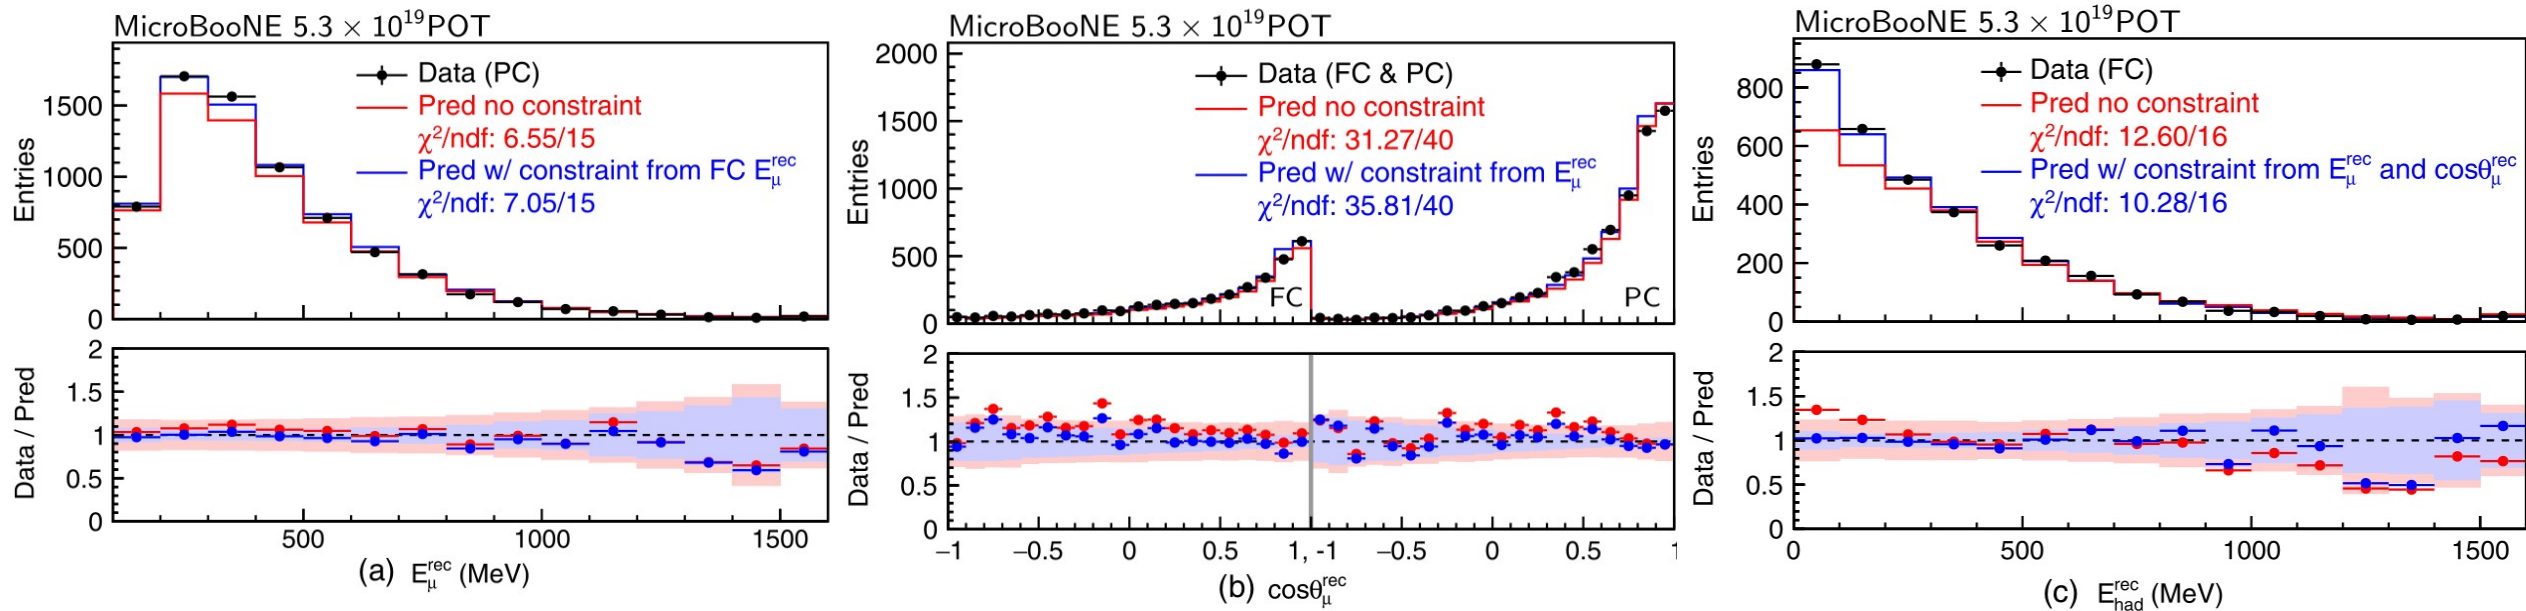 MicroBooNE 5.3 × 10¹⁹POT
Entries
1500
1000
500
0
Data (PC)
Pred no constraint
χ²/ndf: 6.55/15
Pred w/ constraint from FC E_μ^rec
χ²/ndf: 7.05/15
Data / Pred
2
1.5
1
0.5
0
500 1000 1500
(a) E_μ^rec (MeV)
MicroBooNE 5.3 × 10¹⁹POT
Entries
2000
1500
1000
500
0
Data (FC & PC)
Pred no constraint
χ²/ndf: 31.27/40
Pred w/ constraint from E_μ^rec
χ²/ndf: 35.81/40
FC PC
Data / Pred
2
1.5
1
0.5
0
−1 −0.5 0 0.5 1, -1 −0.5 0 0.5 1
(b) cosθ_μ^rec
MicroBooNE 5.3 × 10¹⁹POT
Entries
800
600
400
200
0
Data (FC)
Pred no constraint
χ²/ndf: 12.60/16
Pred w/ constraint from E_μ^rec and cosθ_μ^rec
χ²/ndf: 10.28/16
Data / Pred
2
1.5
1
0.5
0
0 500 1000 1500
(c) E_had^rec (MeV)